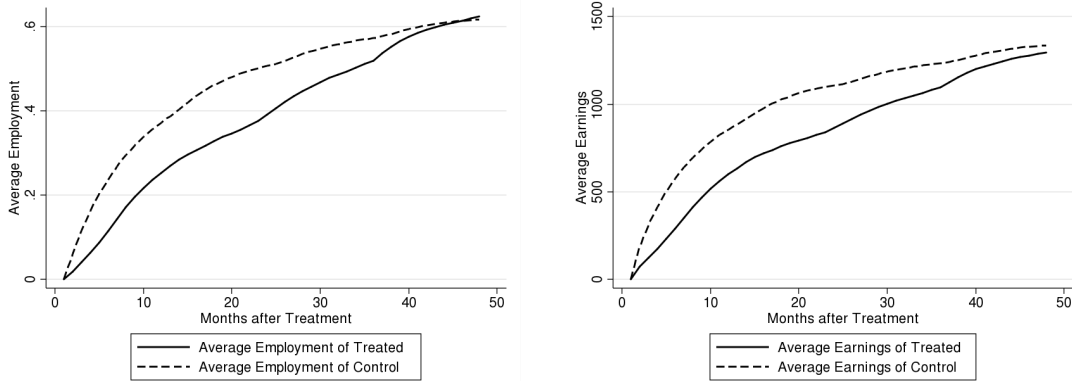 Average Employment
0 .2 .4 .6
0 10 20 30 40 50
Months after Treatment
Average Employment of Treated
Average Employment of Control
Average Earnings
0 500 1000 1500
0 10 20 30 40 50
Months after Treatment
Average Earnings of Treated
Average Earnings of Control